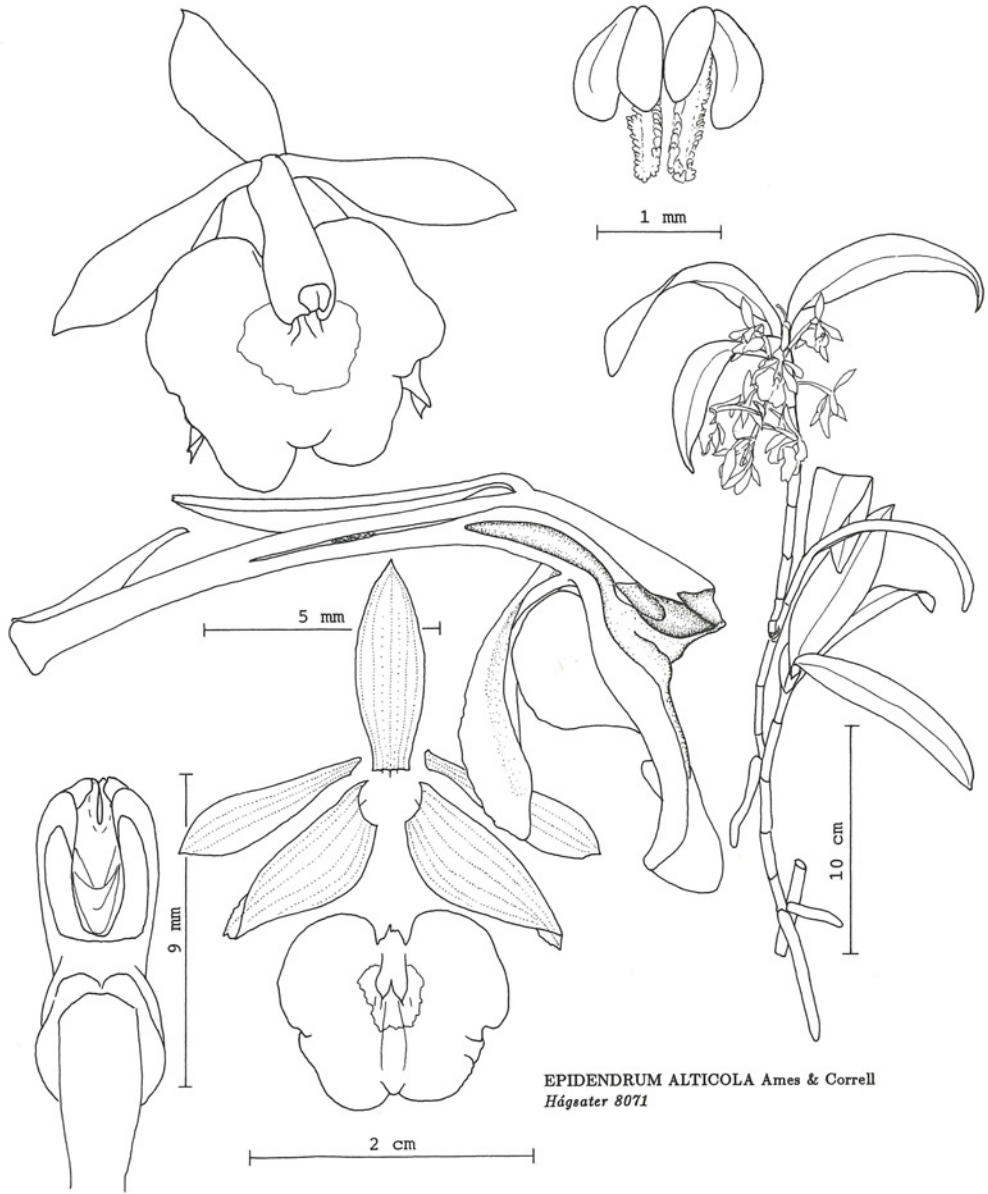 1 mm
5 mm
10 cm
9 mm
EPIDENDRUM ALTICOLA Ames & Correll
Hágsater 8071
2 cm